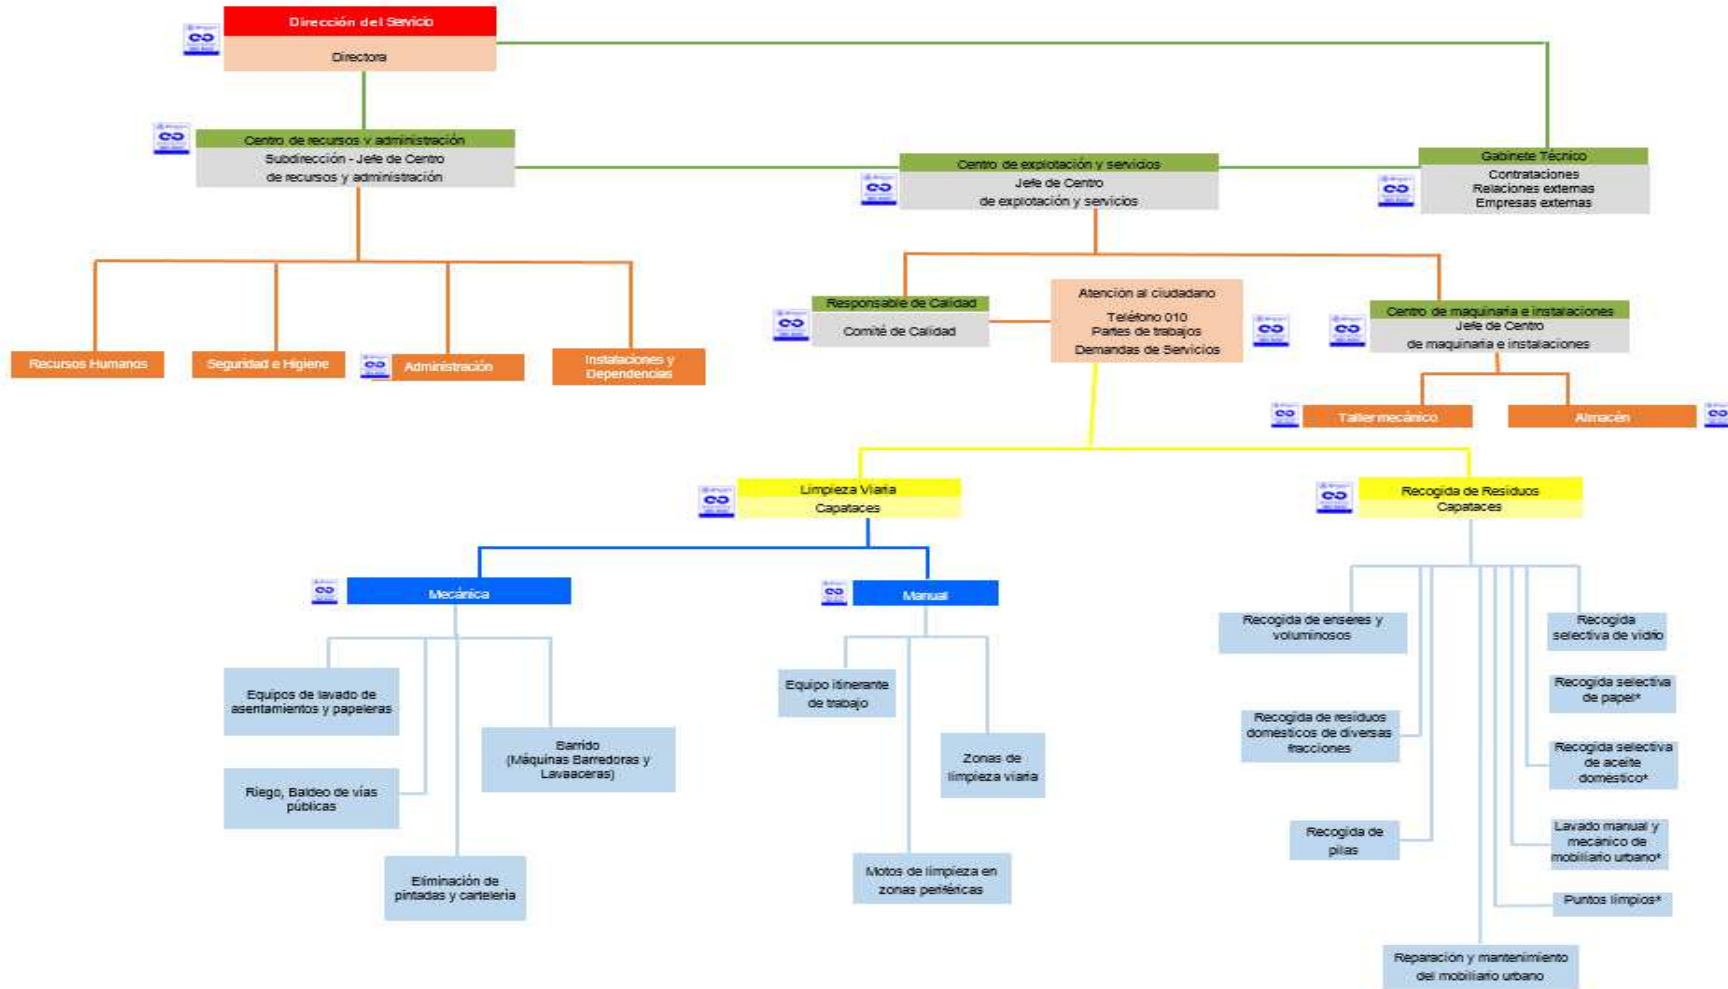 Dirección del Servicio
Directora
Centro de recursos y administración
Subdirección - Jefe de Centro
de recursos y administración
Centro de explotación y servicios
Jefe de Centro
de explotación y servicios
Gabinete Técnico
Contrataciones
Relaciones externas
Empresas externas
Recursos Humanos
Seguridad e Higiene
Administración
Instalaciones y
Dependencias
Responsable de Calidad
Comité de Calidad
Atención al ciudadano
Teléfono 010
Partes de trabajos
Demandas de Servicios
Centro de maquinaria e instalaciones
Jefe de Centro
de maquinaria e instalaciones
Taller mecánico
Almacén
Limpieza Viaria
Capataces
Recogida de Residuos
Capataces
Mecánica
Manual
Equipos de lavado de
asentamientos y papeleras
Riego, Baldeo de vías
públicas
Eliminación de
pintadas y cartelería
Barrido
(Máquinas Barredoras y
Lavaaceras)
Equipo itinerante
de trabajo
Zonas de
limpieza viaria
Motos de limpieza en
zonas periféricas
Recogida de enseres y
voluminosos
Recogida de residuos
domésticos de diversas
fracciones
Recogida de
pilas
Recogida
selectiva de vidrio
Recogida selectiva
de papel*
Recogida selectiva
de aceite
doméstico*
Lavado manual y
mecánico de
mobiliario urbano*
Puntos limpios*
Reparación y mantenimiento
del mobiliario urbano